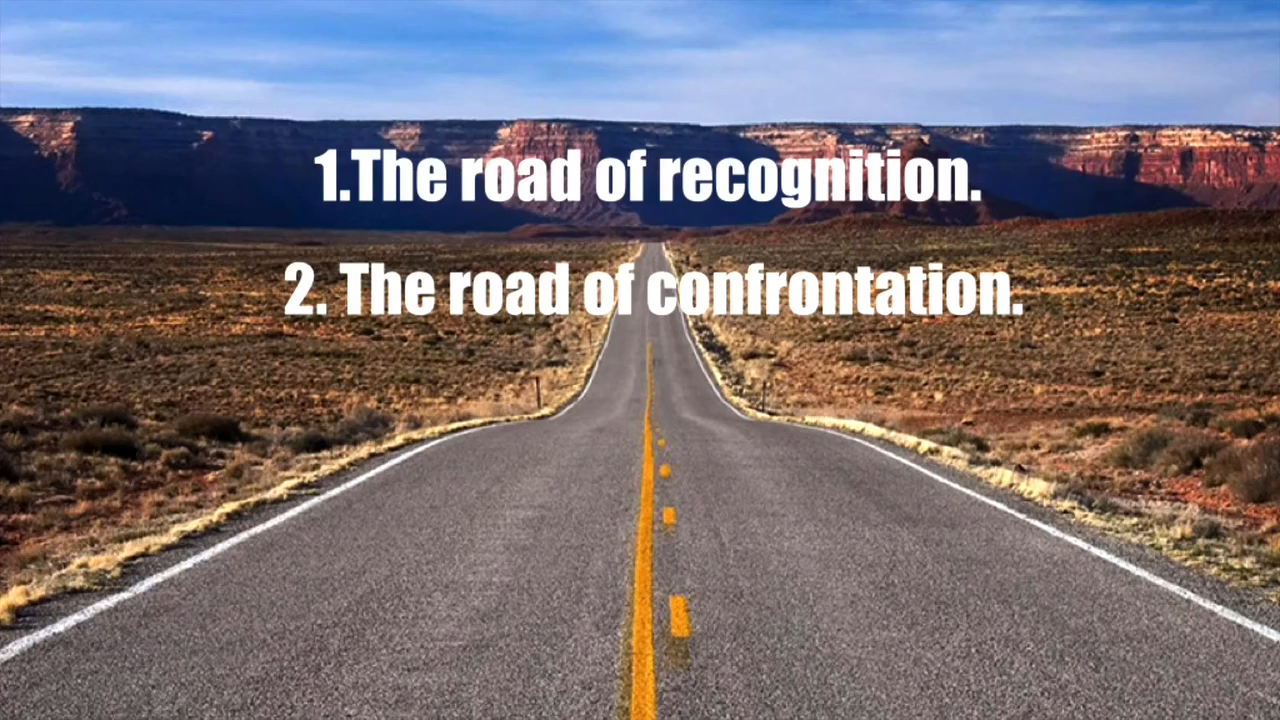 1.The road of recognition.
2. The road of confrontation.